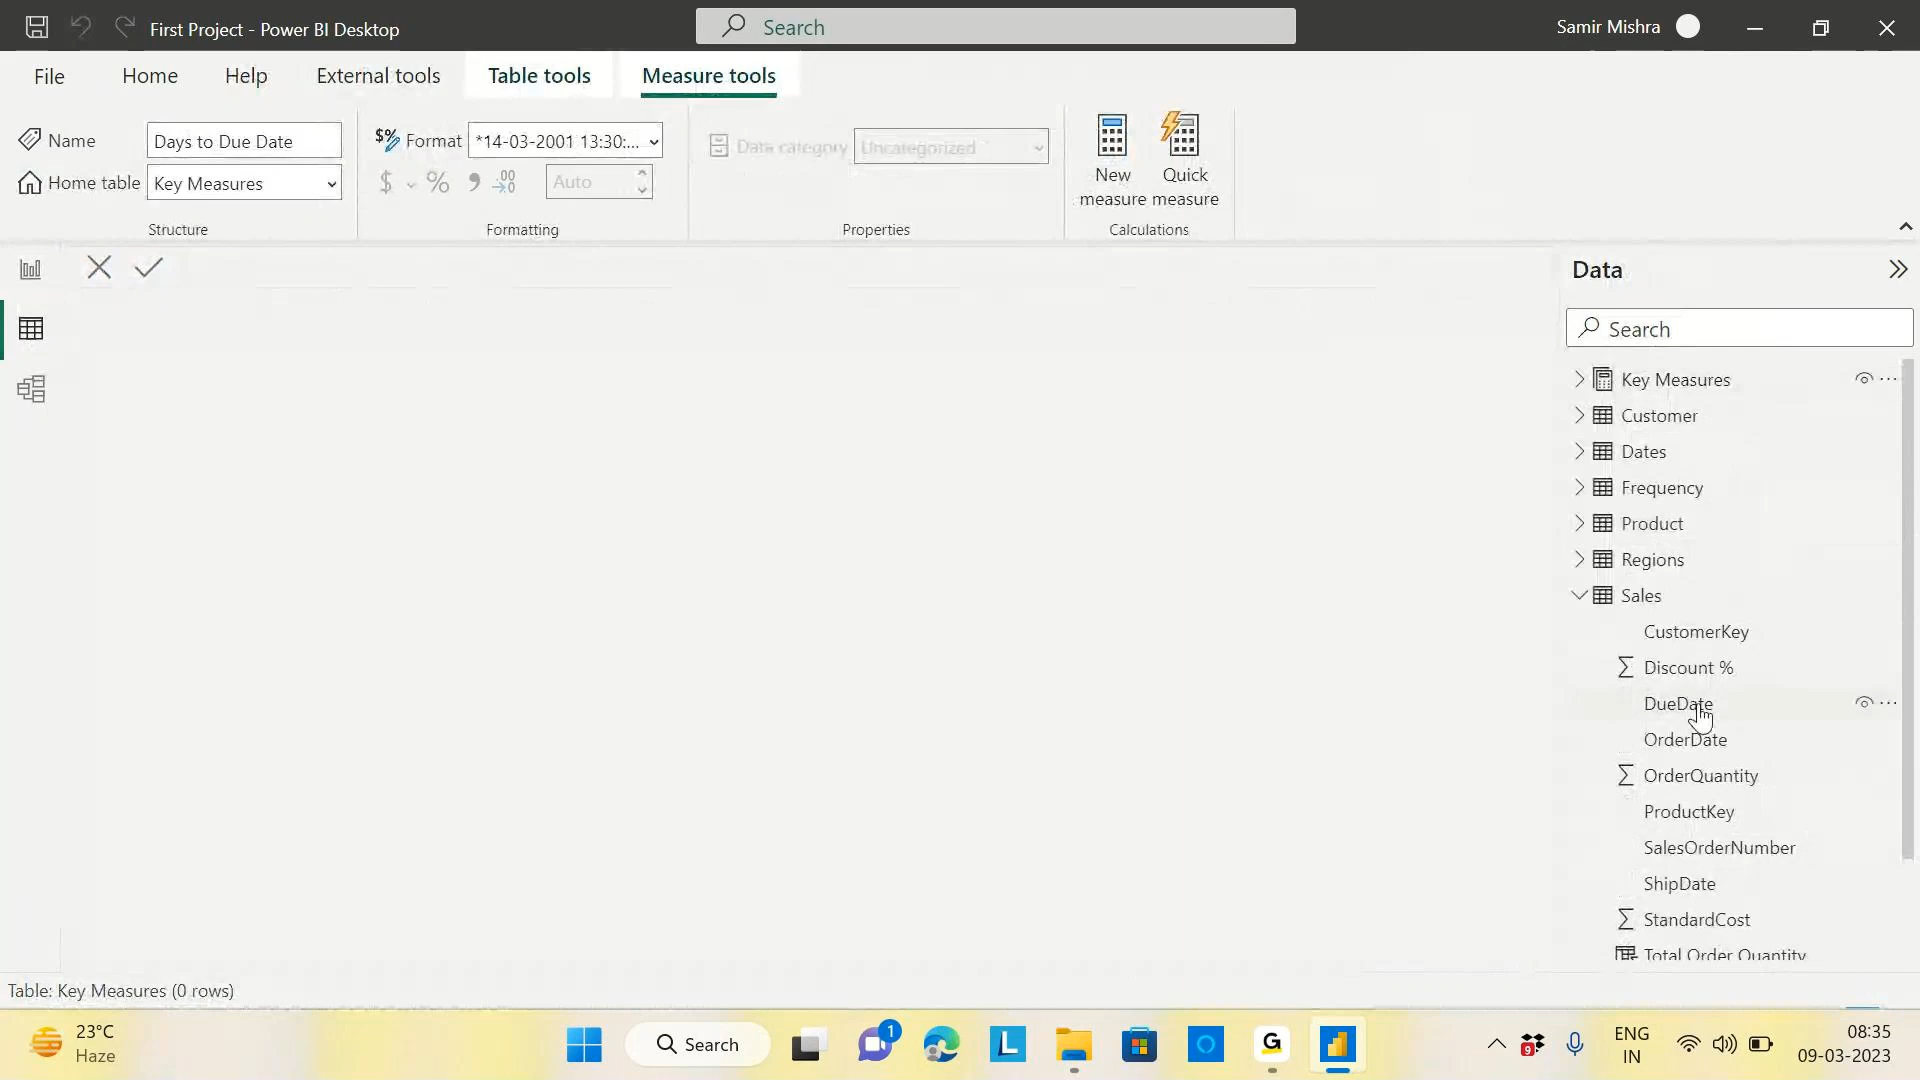 First Project - Power BI Desktop
Search
Samir Mishra
File
Home
Help
External tools
Table tools
Measure tools
Name
Days to Due Date
Format
*14-03-2001 13:30:...
Data category
Uncategorized
New measure
Quick measure
Home table
Key Measures
$
%
Auto
Structure
Formatting
Properties
Calculations
Data
Search
Key Measures
Customer
Dates
Frequency
Product
Regions
Sales
CustomerKey
Discount %
DueDate
OrderDate
OrderQuantity
ProductKey
SalesOrderNumber
ShipDate
StandardCost
Total Order Quantity
Table: Key Measures (0 rows)
23°C
Haze
Search
1
L
G
9
ENG
IN
08:35
09-03-2023